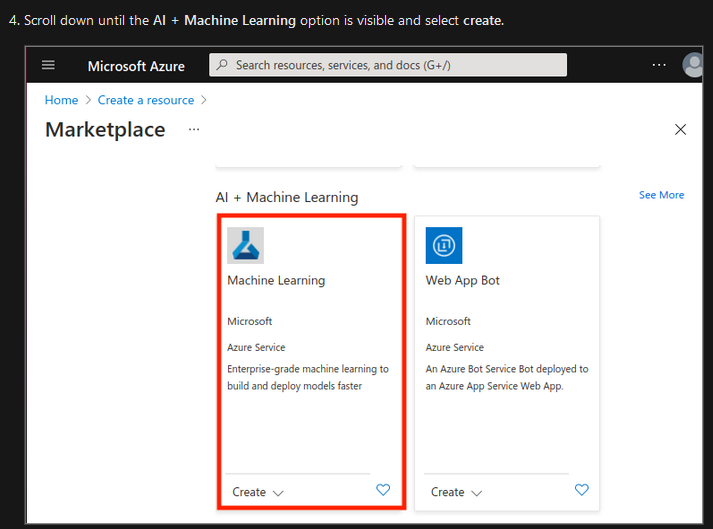 4. Scroll down until the AI + Machine Learning option is visible and select create.
Microsoft Azure
Search resources, services, and docs (G+/)
...
Home > Create a resource >
Marketplace ...
AI + Machine Learning
See More
Machine Learning
Microsoft
Azure Service
Enterprise-grade machine learning to
build and deploy models faster
Create
Web App Bot
Microsoft
Azure Service
An Azure Bot Service Bot deployed to
an Azure App Service Web App.
Create